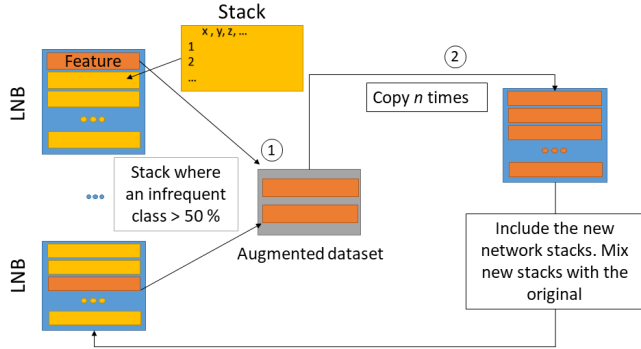 Stack
x , y, z, ...
1
2
...
LNB
Feature
2
Copy n times
1
Stack where
an infrequent
class > 50 %
Augmented dataset
LNB
Include the new
network stacks. Mix
new stacks with the
original